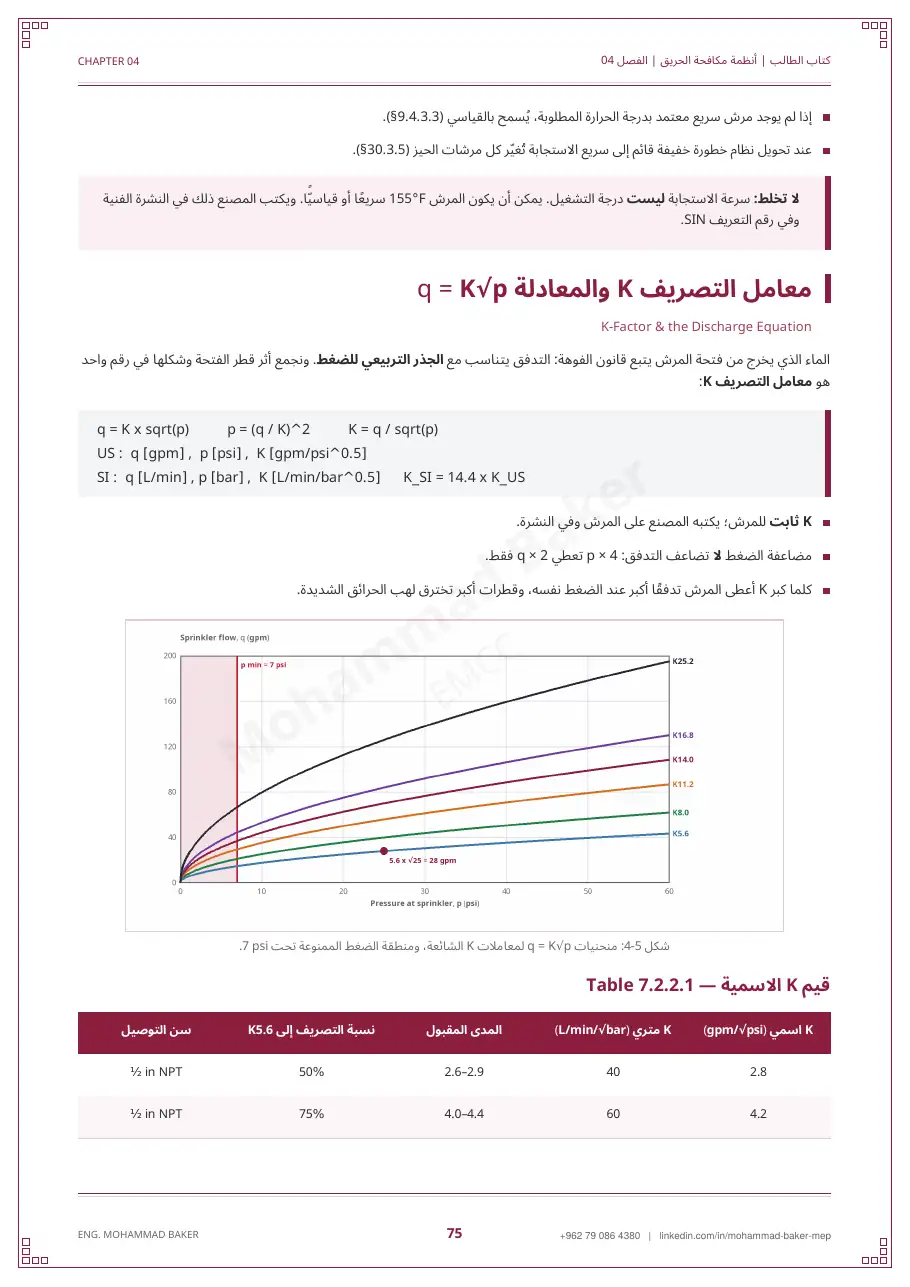 كتاب الطالب | أنظمة مكافحة الحريق | الفصل 04
CHAPTER 04
إذا لم يوجد مرش سريع معتمد بدرجة الحرارة المطلوبة، يُسمح بالقياسي (§9.4.3.3).
عند تحويل نظام خطورة خفيفة قائم إلى سريع الاستجابة تُغيّر كل مرشات الحيز (§30.3.5).
لا تخلط: سرعة الاستجابة ليست درجة التشغيل. يمكن أن يكون المرش 155°F سريعًا أو قياسيًّا. ويكتب المصنع ذلك في النشرة الفنية
وفي رقم التعريف SIN.
معامل التصريف K والمعادلة q = K√p
K-Factor & the Discharge Equation
الماء الذي يخرج من فتحة المرش يتبع قانون الفوهة: التدفق يتناسب مع الجذر التربيعي للضغط. ونجمع أثر قطر الفتحة وشكلها في رقم واحد
هو معامل التصريف K:
q = K x sqrt(p) p = (q / K)^2 K = q / sqrt(p)
US : q [gpm] , p [psi] , K [gpm/psi^0.5]
SI : q [L/min] , p [bar] , K [L/min/bar^0.5] K_SI = 14.4 x K_US
K ثابت للمرش؛ يكتبه المصنع على المرش وفي النشرة.
مضاعفة الضغط لا تضاعف التدفق: p × 4 تعطي q × 2 فقط.
كلما كبر K أعطى المرش تدفقًا أكبر عند الضغط نفسه، وقطرات أكبر تخترق لهب الحرائق الشديدة.
Mohammad Baker
EMCC
Sprinkler flow, q (gpm)
200
160
120
80
40
0
p min = 7 psi
K25.2
K16.8
K14.0
K11.2
K8.0
K5.6
5.6 x √25 = 28 gpm
0 10 20 30 40 50 60
Pressure at sprinkler, p (psi)
شكل 5-4: منحنيات q = K√p لمعاملات K الشائعة، ومنطقة الضغط الممنوعة تحت 7 psi.
قيم K الاسمية — Table 7.2.2.1
K اسمي (gpm/√psi) K متري (L/min/√bar) المدى المقبول نسبة التصريف إلى K5.6 سن التوصيل
2.8 40 2.6–2.9 50% ½ in NPT
4.2 60 4.0–4.4 75% ½ in NPT
ENG. MOHAMMAD BAKER
75
+962 79 086 4380 | linkedin.com/in/mohammad-baker-mep